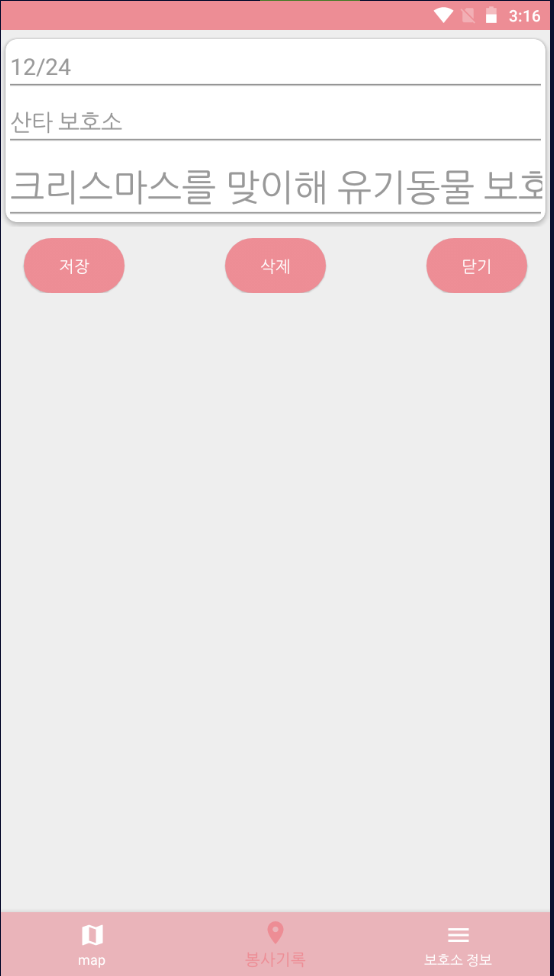 3:16
12/24
산타 보호소
크리스마스를 맞이해 유기동물 보호
저장 삭제 닫기
map 봉사기록 보호소 정보